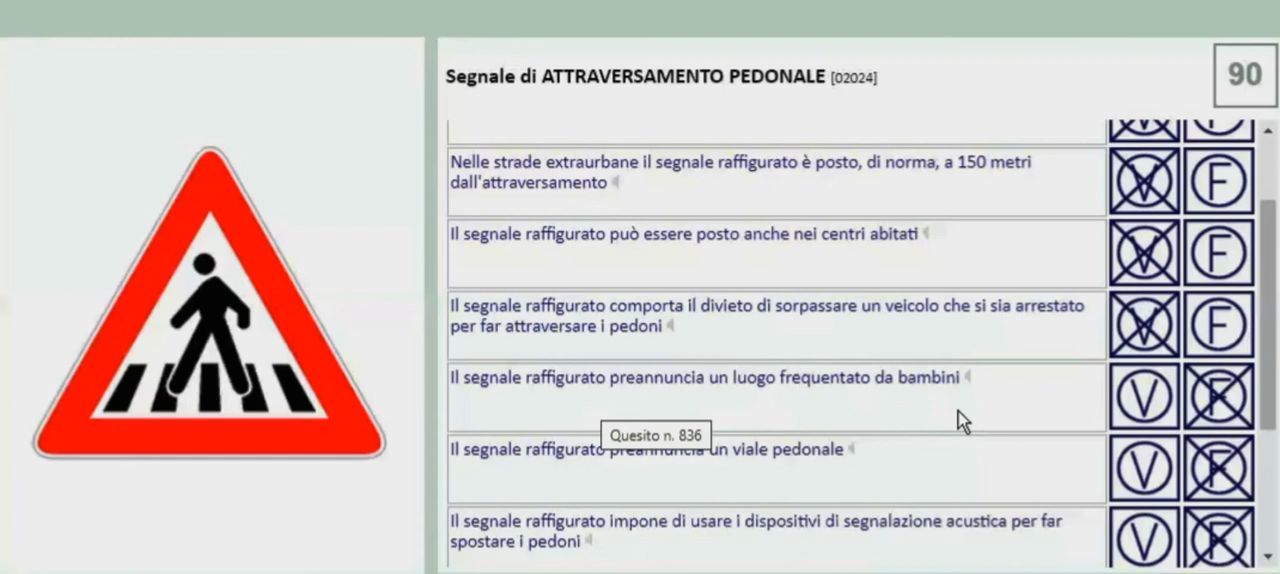 Segnale di ATTRAVERSAMENTO PEDONALE [02024]
90
V F
Nelle strade extraurbane il segnale raffigurato è posto, di norma, a 150 metri
dall'attraversamento
V F
Il segnale raffigurato può essere posto anche nei centri abitati
V F
Il segnale raffigurato comporta il divieto di sorpassare un veicolo che si sia arrestato
per far attraversare i pedoni
V F
Il segnale raffigurato preannuncia un luogo frequentato da bambini
V F
Quesito n. 836
Il segnale raffigurato preannuncia un viale pedonale
V F
Il segnale raffigurato impone di usare i dispositivi di segnalazione acustica per far
spostare i pedoni
V F